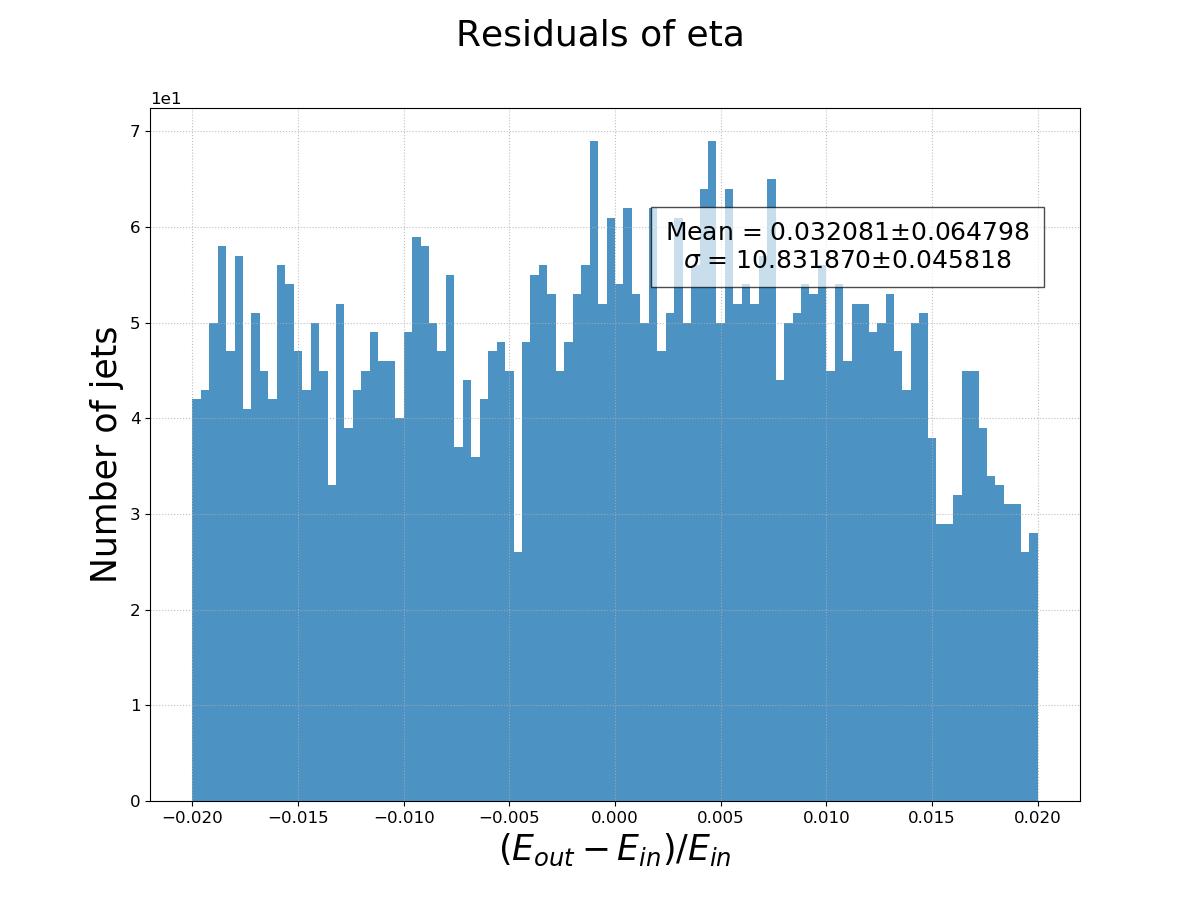 Residuals of eta
1e1
7
6
5
4
3
2
1
0
Number of jets
Mean = 0.032081±0.064798
σ = 10.831870±0.045818
−0.020 −0.015 −0.010 −0.005 0.000 0.005 0.010 0.015 0.020
(E_out − E_in)/E_in